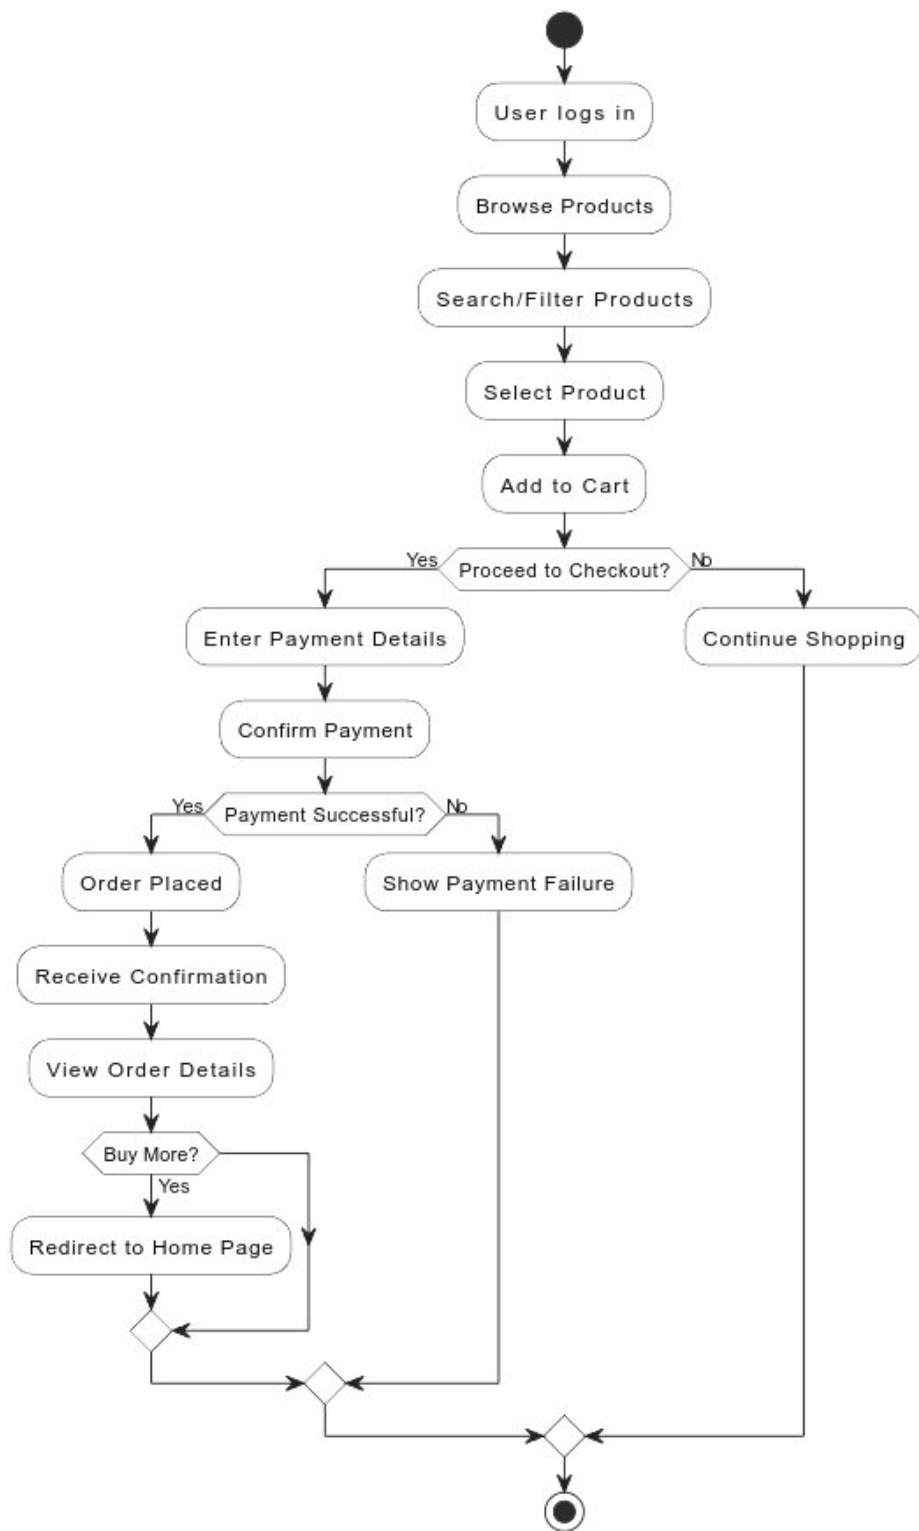 User logs in
Browse Products
Search/Filter Products
Select Product
Add to Cart
Yes
Proceed to Checkout?
No
Enter Payment Details
Continue Shopping
Confirm Payment
Yes
Payment Successful?
No
Order Placed
Show Payment Failure
Receive Confirmation
View Order Details
Buy More?
Yes
Redirect to Home Page